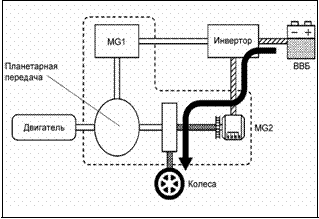 MG1
Инвертор
ВВБ
Планетарная
передача
Двигатель
MG2
Колеса